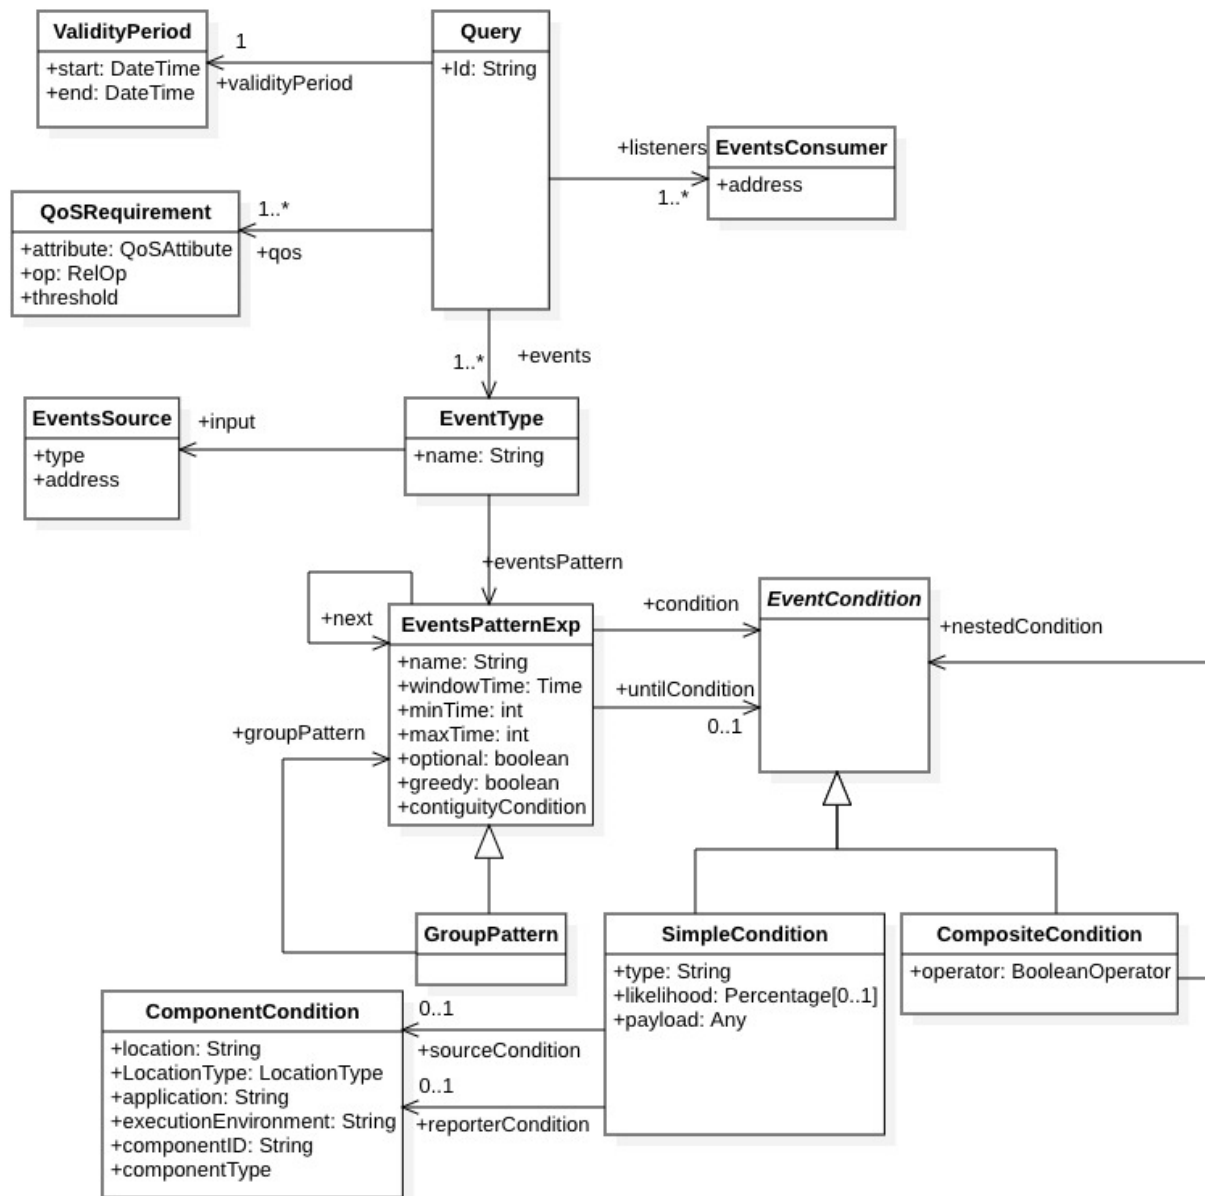 ValidityPeriod
+start: DateTime
+end: DateTime
1
+validityPeriod
Query
+Id: String
+listeners
1..*
EventsConsumer
+address
QoSRequirement
+attribute: QoSAttibute
+op: RelOp
+threshold
1..*
+qos
1..*
+events
EventsSource
+type
+address
+input
EventType
+name: String
+eventsPattern
+next
EventsPatternExp
+name: String
+windowTime: Time
+minTime: int
+maxTime: int
+optional: boolean
+greedy: boolean
+contiguityCondition
+condition
+untilCondition
0..1
EventCondition
+nestedCondition
+groupPattern
GroupPattern
SimpleCondition
+type: String
+likelihood: Percentage[0..1]
+payload: Any
CompositeCondition
+operator: BooleanOperator
ComponentCondition
+location: String
+LocationType: LocationType
+application: String
+executionEnvironment: String
+componentID: String
+componentType
0..1
+sourceCondition
0..1
+reporterCondition